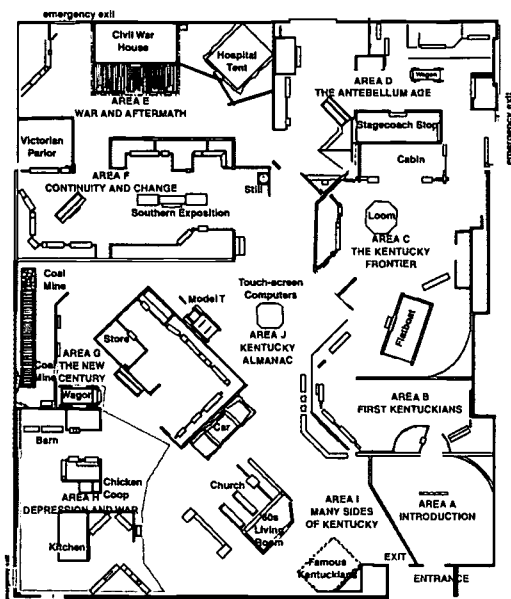 emergency exit
Civil War
House
Hospital
Tent
AREA E
WAR AND AFTERMATH
AREA D
THE ANTEBELLUM AGE
Wagon
emergency exit
Stagecoach Stop
Cabin
Victorian
Parlor
AREA F
CONTINUITY AND CHANGE
Still
Southern Exposition
Loom
AREA C
THE KENTUCKY
FRONTIER
Coal
Mine
Touch-screen
Computers
Model T
Store
AREA J
KENTUCKY
ALMANAC
Flatboat
AREA G
THE NEW
CENTURY
Coal
Mine
Wagon
AREA B
FIRST KENTUCKIANS
Car
Barn
Chicken
Coop
AREA H
DEPRESSION AND WAR
Kitchen
Church
'60s
Living
Room
AREA I
MANY SIDES
OF KENTUCKY
AREA A
INTRODUCTION
Famous
Kentuckians
EXIT
ENTRANCE
emergency exit